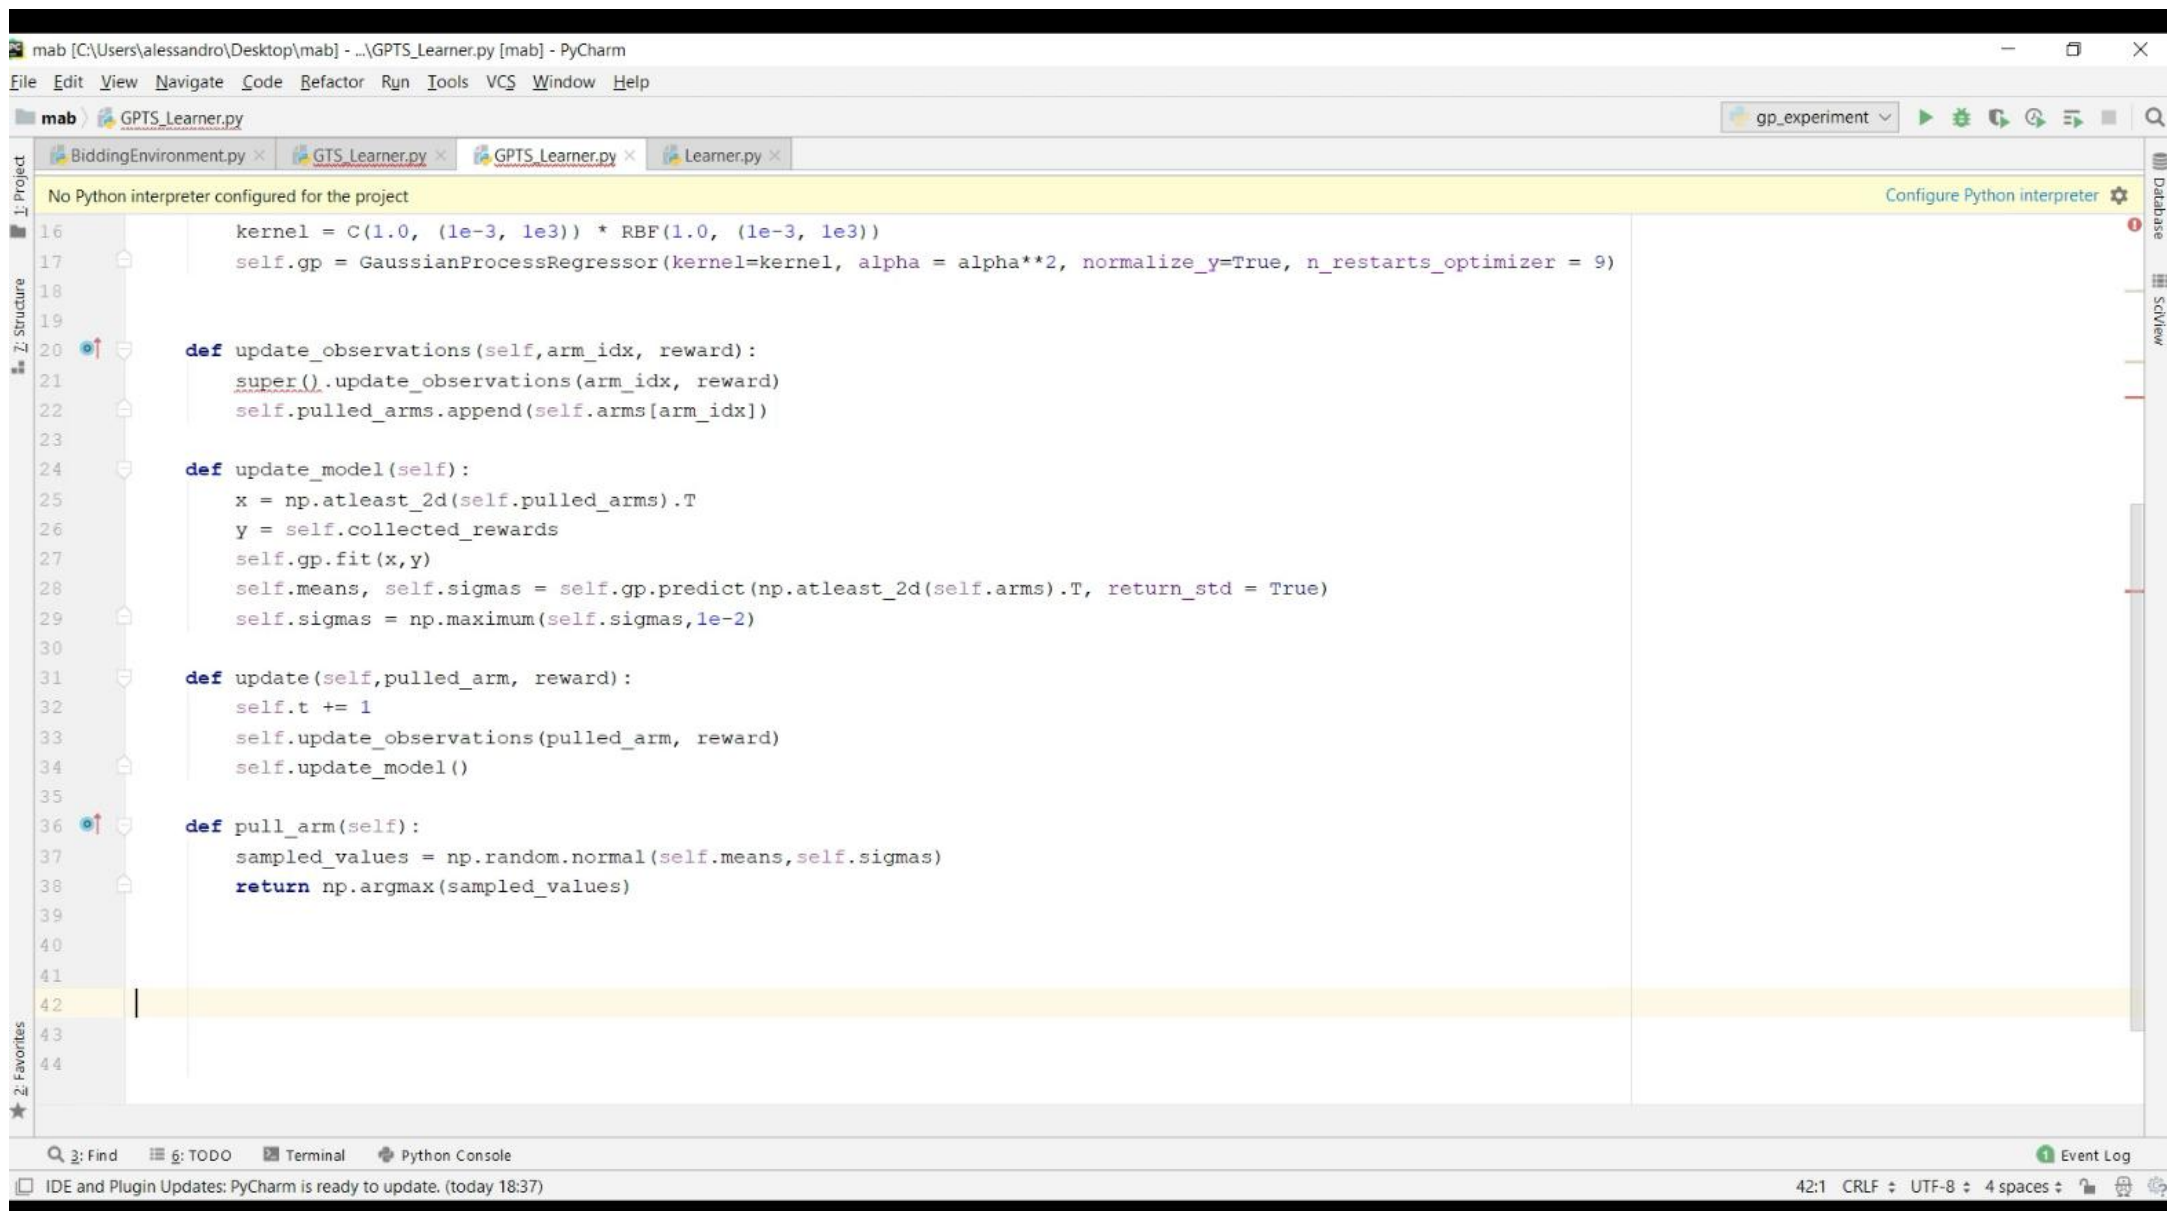 mab [C:\Users\alessandro\Desktop\mab] - ...\GPTS_Learner.py [mab] - PyCharm
File Edit View Navigate Code Refactor Run Tools VCS Window Help
mab GPTS_Learner.py gp_experiment
BiddingEnvironment.py GTS_Learner.py GPTS_Learner.py Learner.py
No Python interpreter configured for the project Configure Python interpreter
1: Project
7: Structure
2: Favorites
Database
SciView
16 kernel = C(1.0, (1e-3, 1e3)) * RBF(1.0, (1e-3, 1e3))
17 self.gp = GaussianProcessRegressor(kernel=kernel, alpha = alpha**2, normalize_y=True, n_restarts_optimizer = 9)
18
19
20 def update_observations(self,arm_idx, reward):
21 super().update_observations(arm_idx, reward)
22 self.pulled_arms.append(self.arms[arm_idx])
23
24 def update_model(self):
25 x = np.atleast_2d(self.pulled_arms).T
26 y = self.collected_rewards
27 self.gp.fit(x,y)
28 self.means, self.sigmas = self.gp.predict(np.atleast_2d(self.arms).T, return_std = True)
29 self.sigmas = np.maximum(self.sigmas,1e-2)
30
31 def update(self,pulled_arm, reward):
32 self.t += 1
33 self.update_observations(pulled_arm, reward)
34 self.update_model()
35
36 def pull_arm(self):
37 sampled_values = np.random.normal(self.means,self.sigmas)
38 return np.argmax(sampled_values)
39
40
41
42
43
44
3: Find 6: TODO Terminal Python Console 1 Event Log
IDE and Plugin Updates: PyCharm is ready to update. (today 18:37) 42:1 CRLF UTF-8 4 spaces